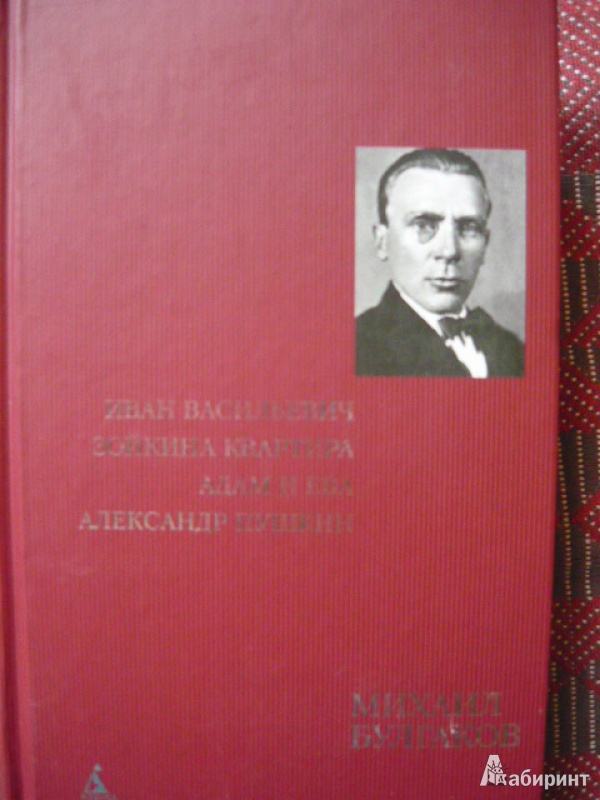 ИВАН ВАСИЛЬЕВИЧ
ЗОЙКИНА КВАРТИРА
АДАМ И ЕВА
АЛЕКСАНДР ПУШКИН
МИХАИЛ
БУЛГАКОВ
Лабиринт